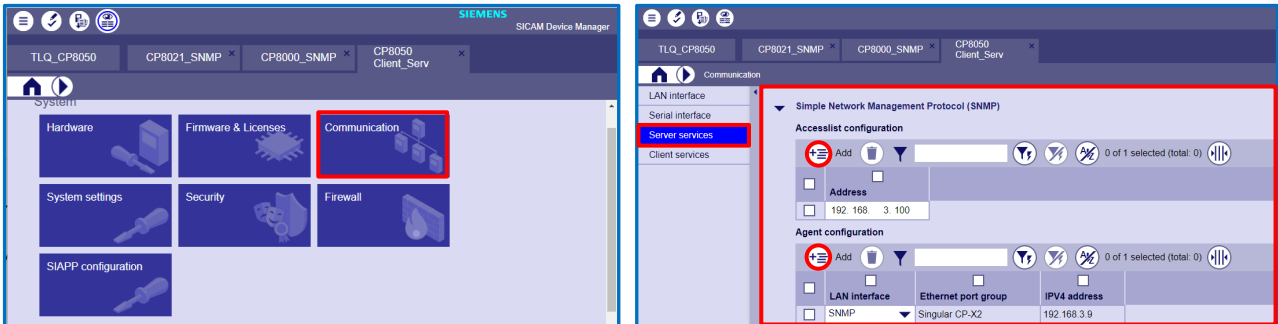 SIEMENS
SICAM Device Manager
TLQ_CP8050 CP8021_SNMP × CP8000_SNMP × CP8050 Client_Serv ×
System
Hardware Firmware & Licenses Communication
System settings Security Firewall
SIAPP configuration
TLQ_CP8050 CP8021_SNMP × CP8000_SNMP × CP8050 Client_Serv ×
Communication
LAN interface
Serial interface
Server services
Client services
Simple Network Management Protocol (SNMP)
Accesslist configuration
Add 0 of 1 selected (total: 0)
Address
192. 168. 3. 100
Agent configuration
Add 0 of 1 selected (total: 0)
LAN interface Ethernet port group IPV4 address
SNMP Singular CP-X2 192.168.3.9